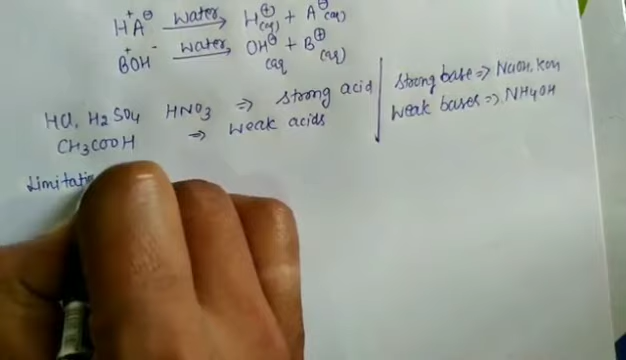 H⁺A⁻ —Water→ H⁺(aq) + A⁻(aq)
B⁺OH⁻ —Water→ OH⁻(aq + B⁺(aq)
HCl, H₂SO₄ HNO₃ ⇒ strong acid
CH₃COOH ⇒ weak acids
strong base ⇒ NaOH, KOH
weak bases ⇒ NH₄OH
Limitati